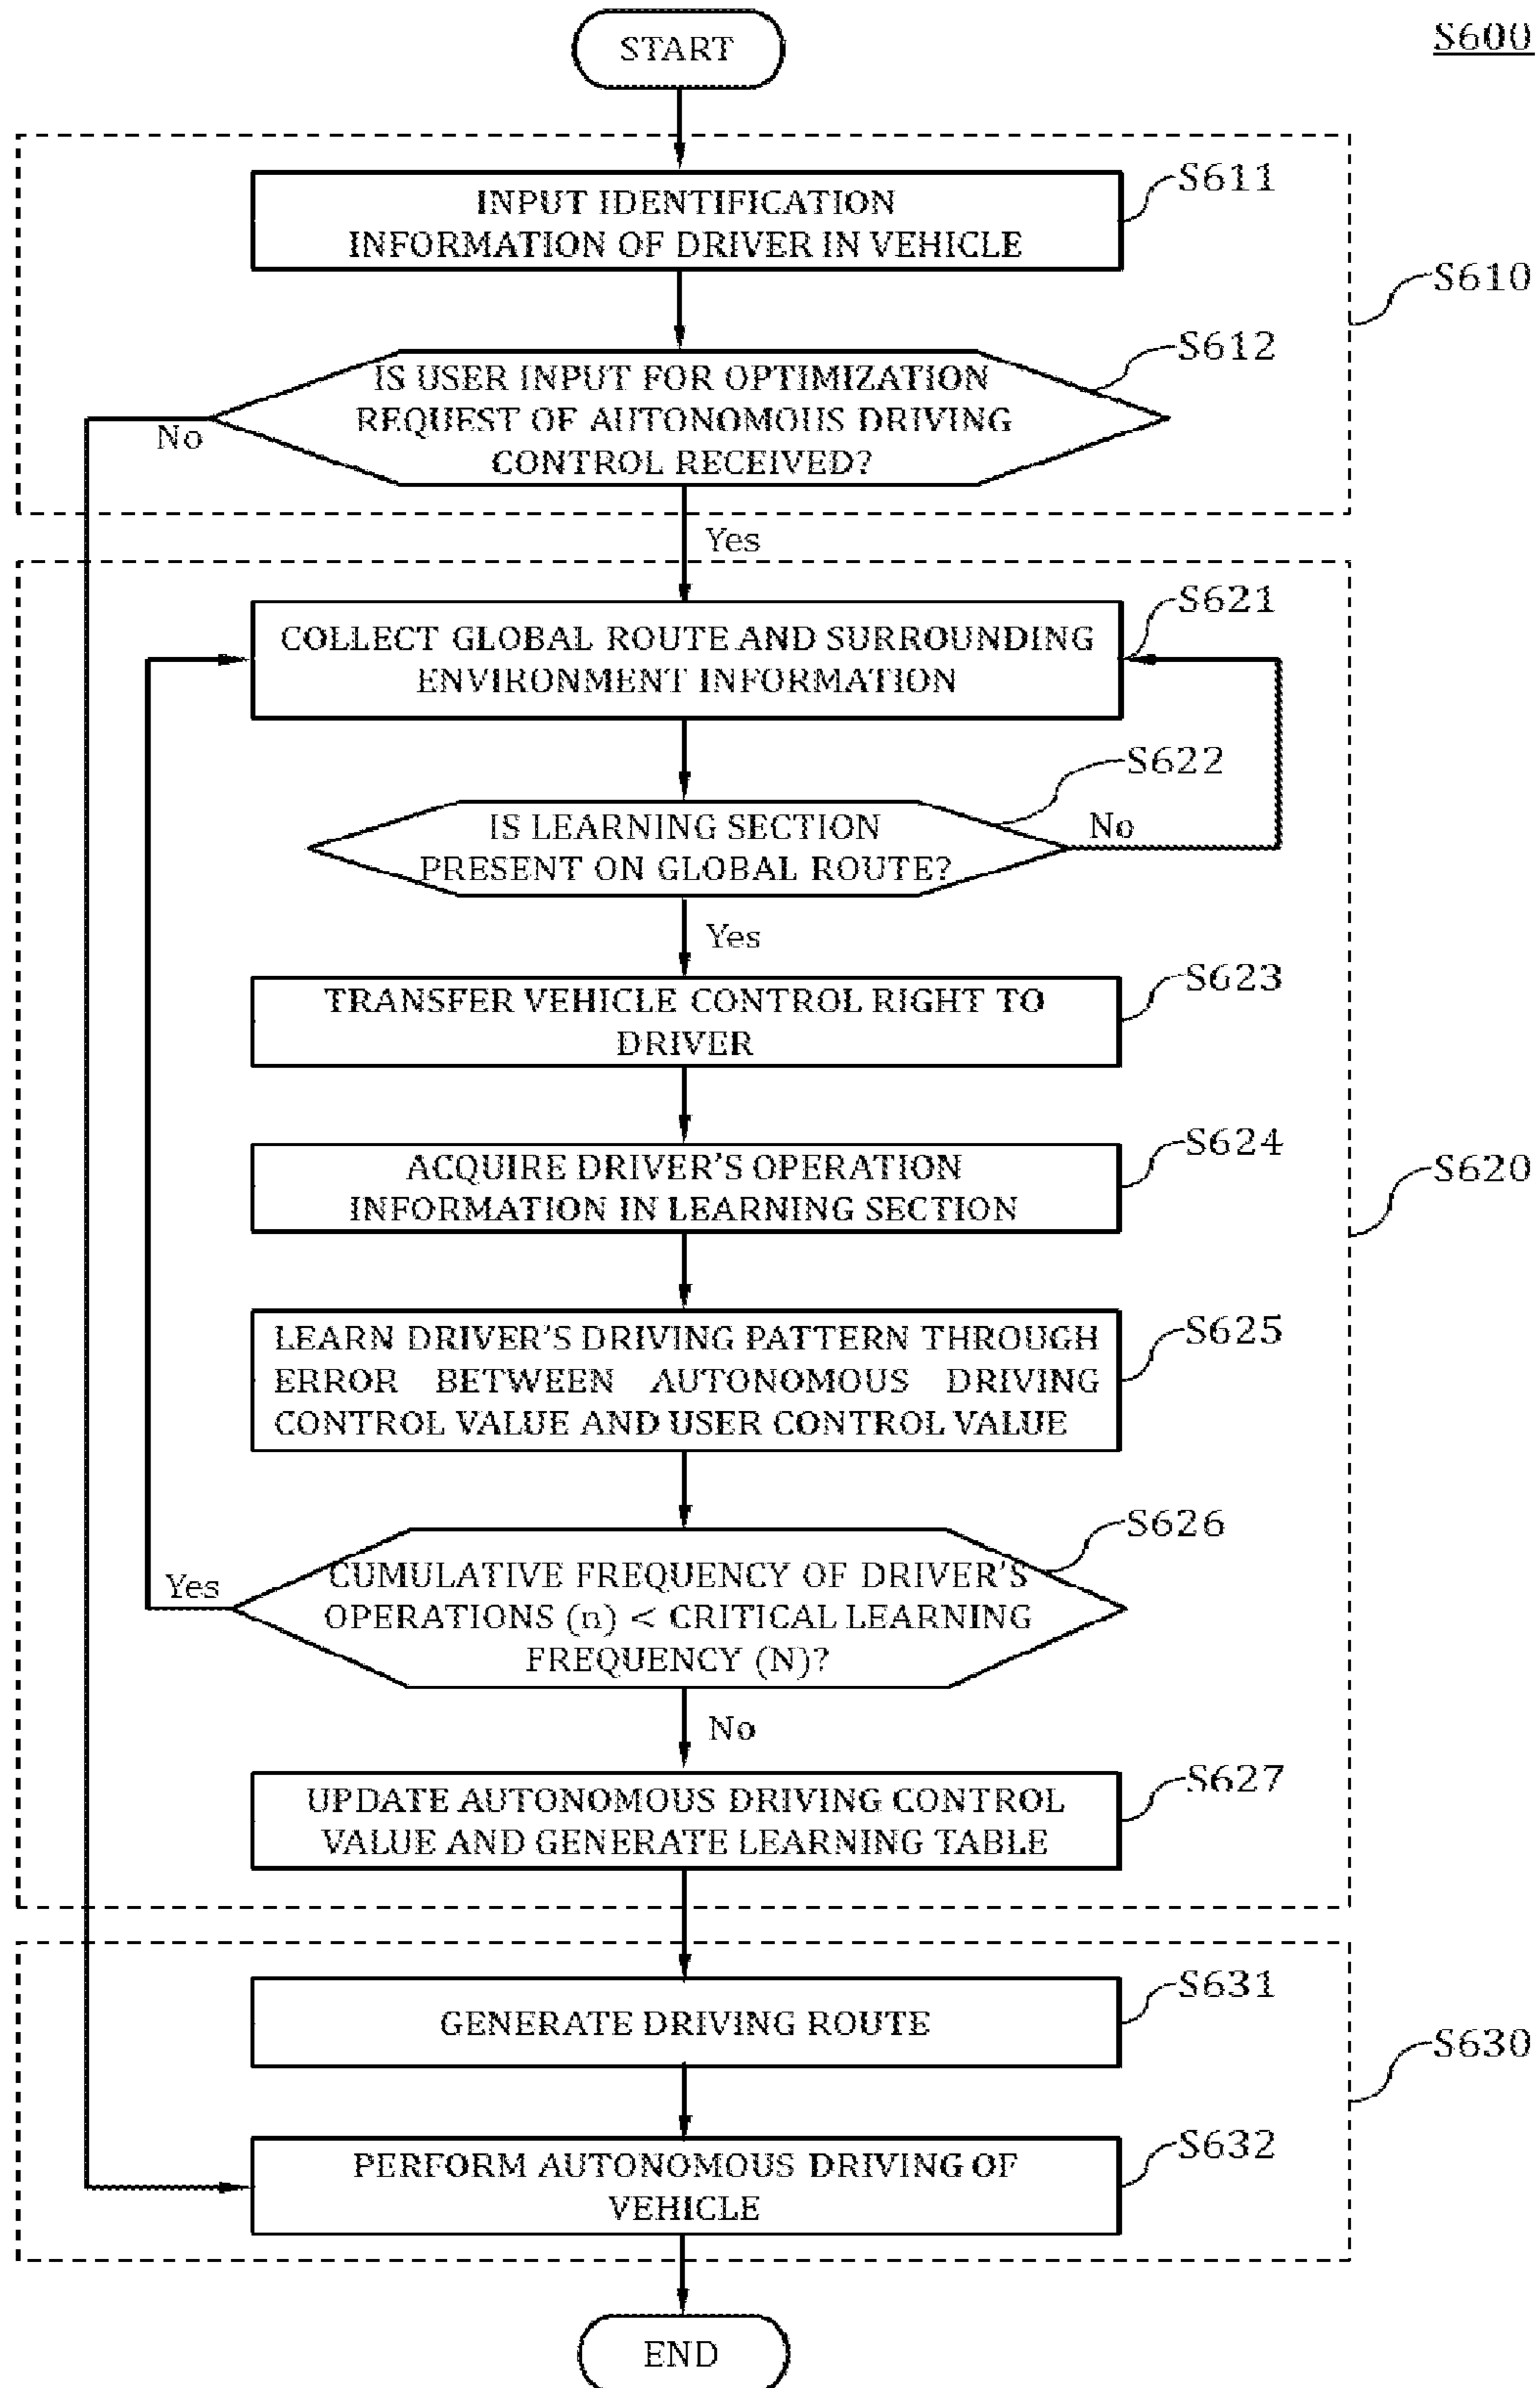 S600
START
S611
INPUT IDENTIFICATION
INFORMATION OF DRIVER IN VEHICLE
S610
S612
IS USER INPUT FOR OPTIMIZATION
REQUEST OF AUTONOMOUS DRIVING
CONTROL RECEIVED?
No
Yes
S621
COLLECT GLOBAL ROUTE AND SURROUNDING
ENVIRONMENT INFORMATION
S622
IS LEARNING SECTION
PRESENT ON GLOBAL ROUTE?
No
Yes
S623
TRANSFER VEHICLE CONTROL RIGHT TO
DRIVER
S624
ACQUIRE DRIVER'S OPERATION
INFORMATION IN LEARNING SECTION
S620
S625
LEARN DRIVER'S DRIVING PATTERN THROUGH
ERROR BETWEEN AUTONOMOUS DRIVING
CONTROL VALUE AND USER CONTROL VALUE
S626
CUMULATIVE FREQUENCY OF DRIVER'S
OPERATIONS (n) < CRITICAL LEARNING
FREQUENCY (N)?
Yes
No
S627
UPDATE AUTONOMOUS DRIVING CONTROL
VALUE AND GENERATE LEARNING TABLE
S631
GENERATE DRIVING ROUTE
S630
S632
PERFORM AUTONOMOUS DRIVING OF
VEHICLE
END